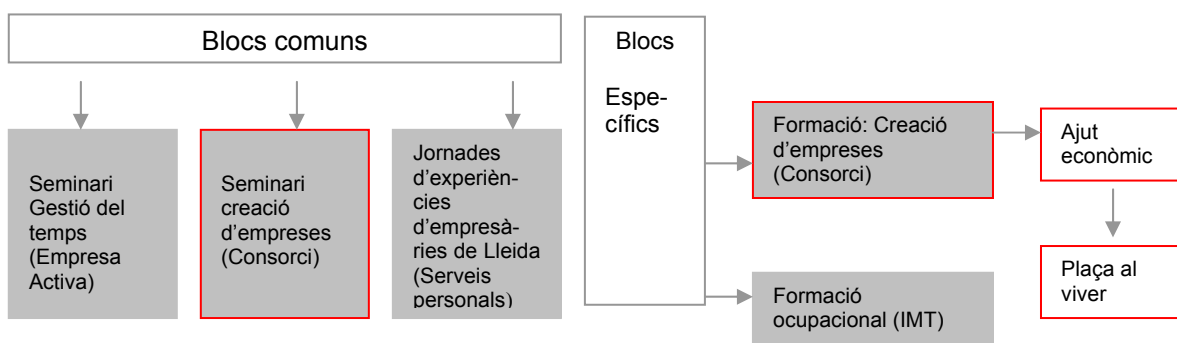 Blocs comuns
Seminari
Gestió del
temps
(Empresa
Activa)
Seminari
creació
d'empreses
(Consorci)
Jornades
d'experièn-
cies
d'empresà-
ries de Lleida
(Serveis
personals)
Blocs
Espe-
cífics
Formació: Creació
d'empreses
(Consorci)
Ajut
econòmic
Plaça al
viver
Formació
ocupacional (IMT)